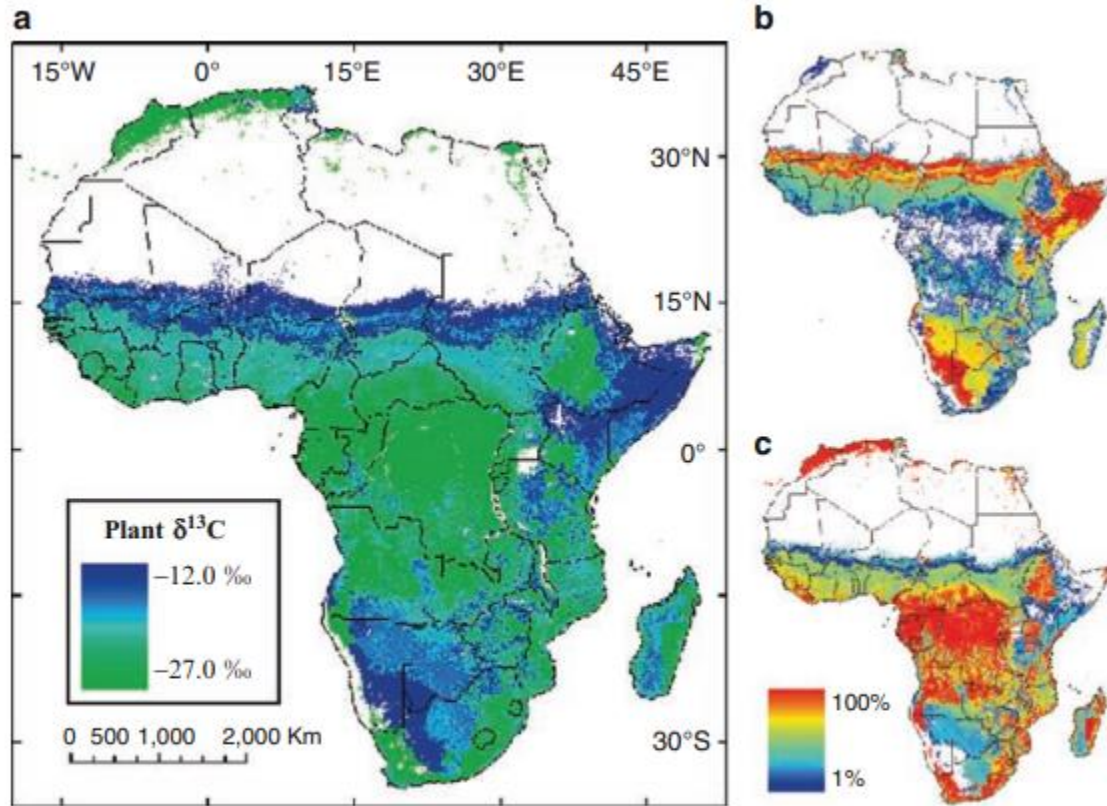 a
15°W 0° 15°E 30°E 45°E
30°N
15°N
0°
30°S
Plant δ¹³C
–12.0 ‰
–27.0 ‰
0 500 1,000 2,000 Km
b
c
100%
1%